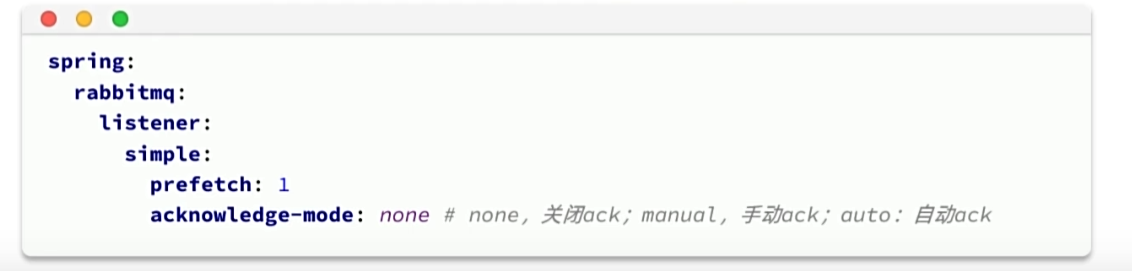 spring:
rabbitmq:
listener:
simple:
prefetch: 1
acknowledge-mode: none # none, 关闭ack; manual, 手动ack; auto: 自动ack